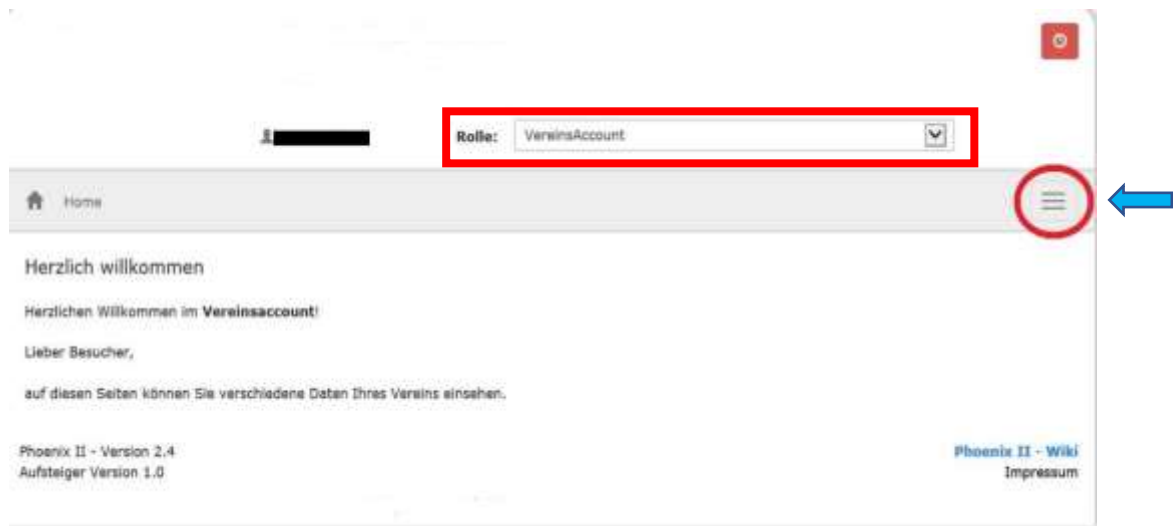 Rolle: VereinsAccount
Home
Herzlich willkommen
Herzlichen Willkommen im Vereinsaccount!
Lieber Besucher,
auf diesen Seiten können Sie verschiedene Daten Ihres Vereins einsehen.
Phoenix II - Version 2.4
Phoenix II - Wiki
Aufsteiger Version 1.0
Impressum